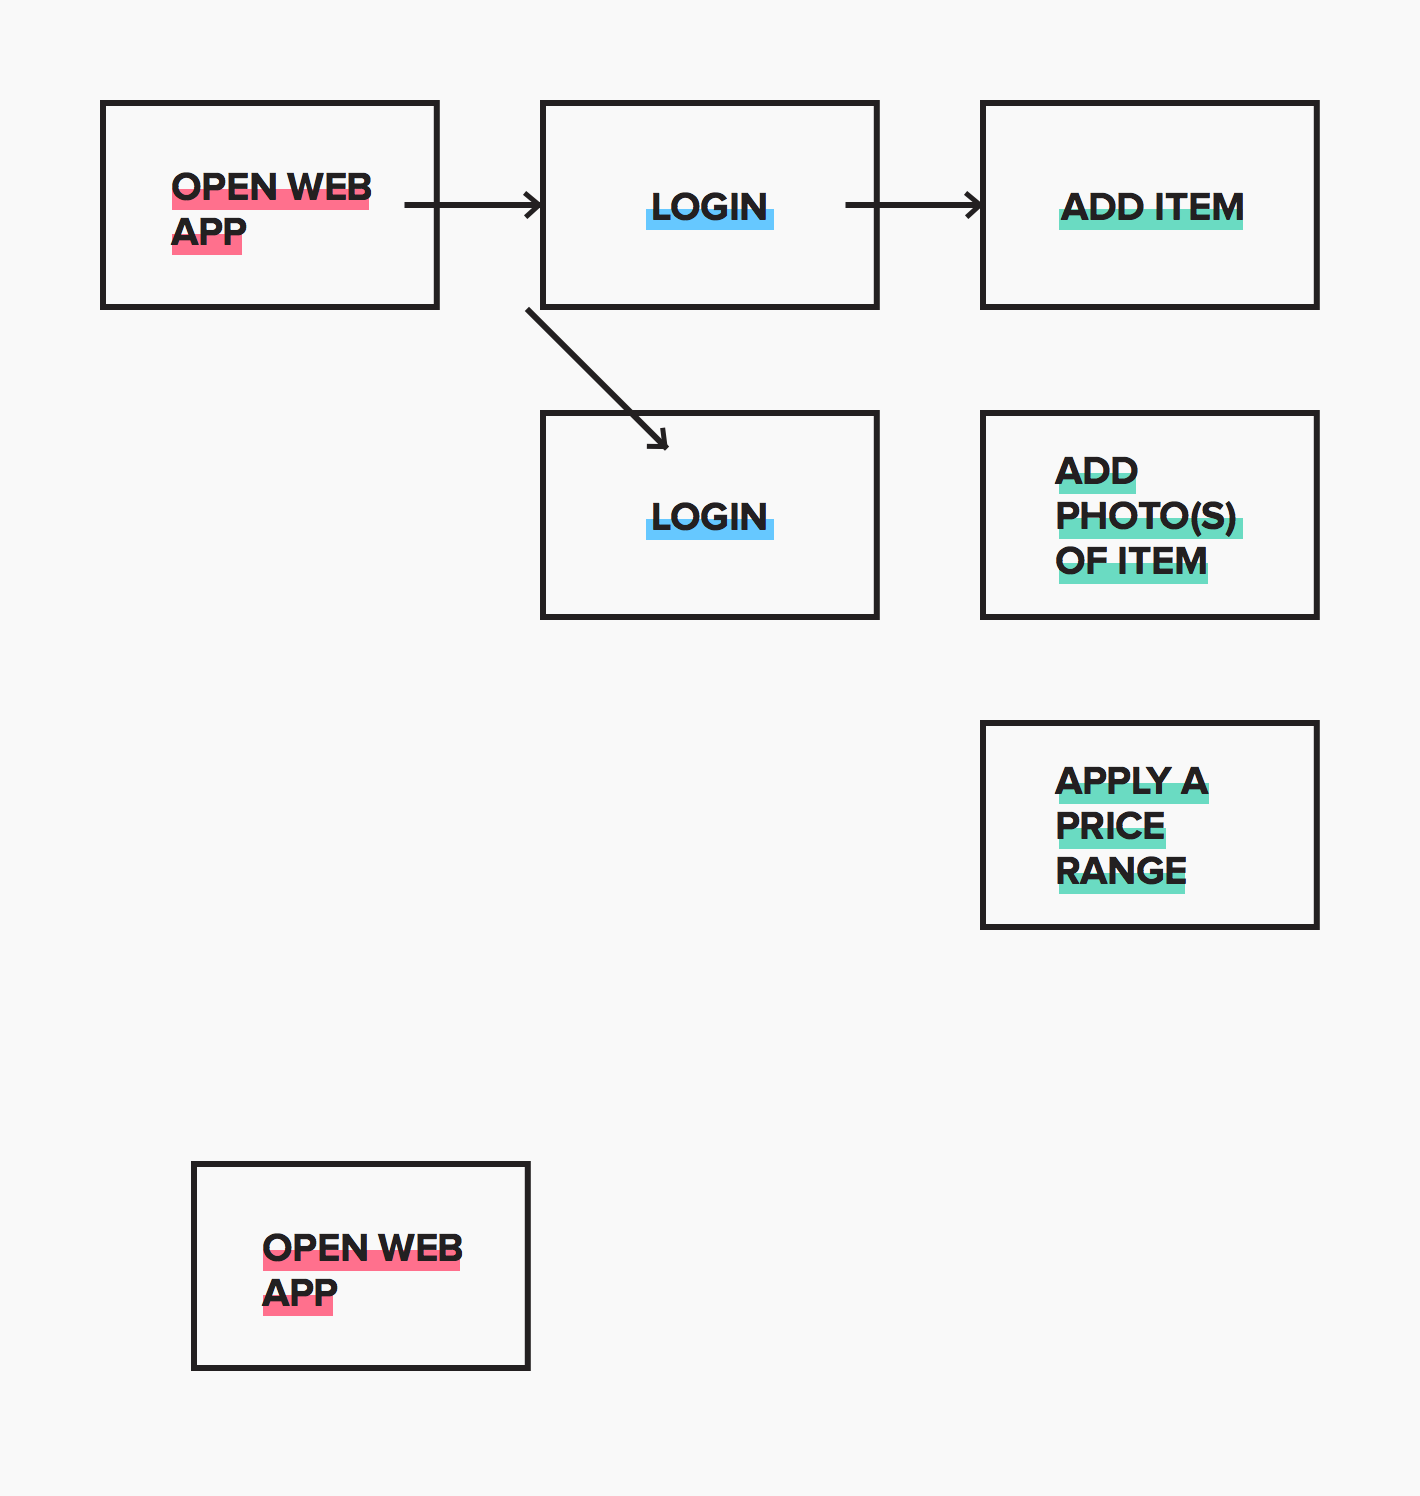 OPEN WEB
APP
LOGIN
ADD ITEM
LOGIN
ADD
PHOTO(S)
OF ITEM
APPLY A
PRICE
RANGE
OPEN WEB
APP